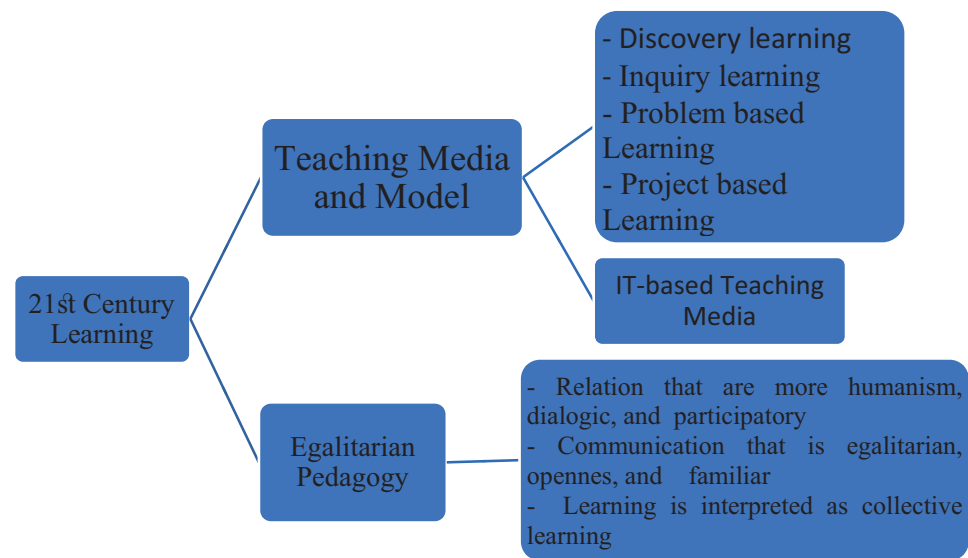 21st Century
Learning
Teaching Media
and Model
- Discovery learning
- Inquiry learning
- Problem based
Learning
- Project based
Learning
IT-based Teaching
Media
Egalitarian
Pedagogy
- Relation that are more humanism,
dialogic, and participatory
- Communication that is egalitarian,
opennes, and familiar
- Learning is interpreted as collective
learning